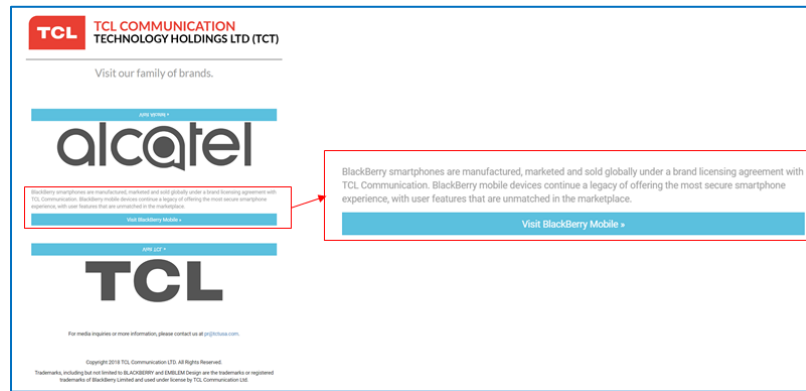 TCL
TCL COMMUNICATION
TECHNOLOGY HOLDINGS LTD (TCT)
Visit our family of brands.
alcatel
BlackBerry smartphones are manufactured, marketed and sold globally under a brand licensing agreement with
TCL Communication. BlackBerry mobile devices continue a legacy of offering the most secure smartphone
experience, with user features that are unmatched in the marketplace.
Visit BlackBerry Mobile »
TCL
For media inquiries or more information, please contact us at pr@tctusa.com.
Copyright 2016 TCL Communication LTD. All Rights Reserved.
Trademarks, including but not limited to BLACKBERRY and EMBLEM Design are the trademarks or registered
trademarks of BlackBerry Limited and used under license by TCL Communication Ltd.
BlackBerry smartphones are manufactured, marketed and sold globally under a brand licensing agreement with
TCL Communication. BlackBerry mobile devices continue a legacy of offering the most secure smartphone
experience, with user features that are unmatched in the marketplace.
Visit BlackBerry Mobile »